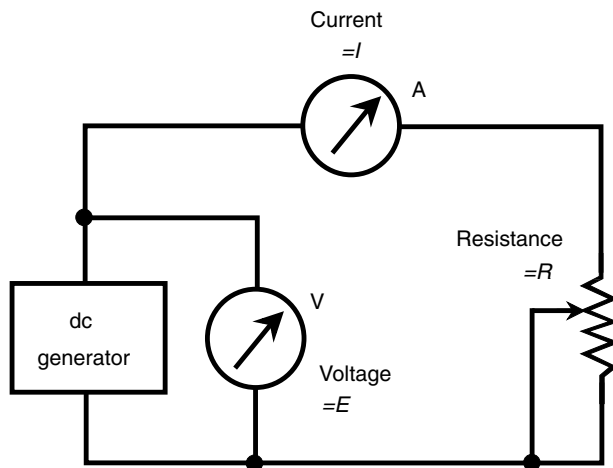 Current
=I
A
Resistance
=R
dc
generator
V
Voltage
=E